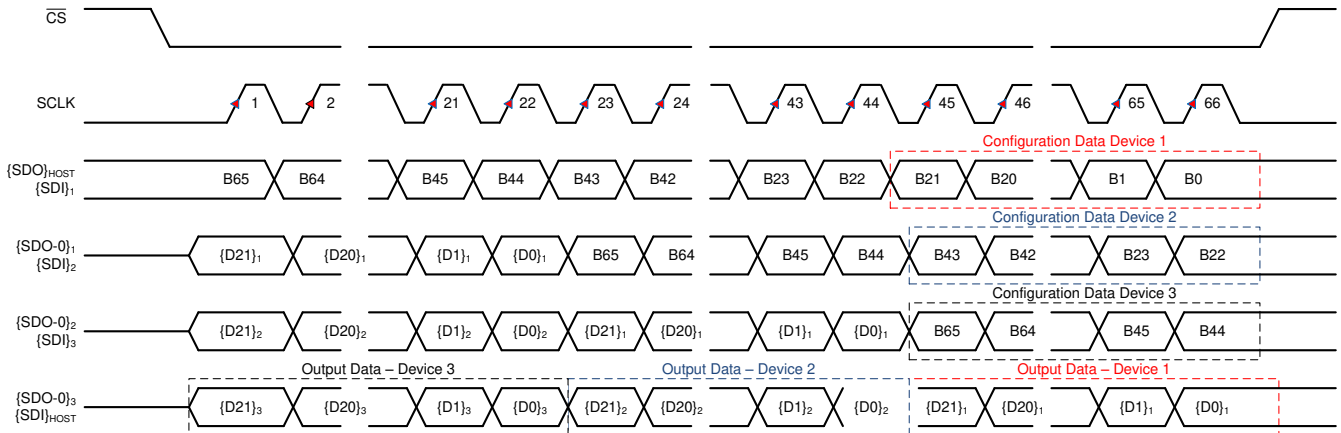 CS
SCLK 1 2 21 22 23 24 43 44 45 46 65 66
Configuration Data Device 1
{SDO}HOST
{SDI}1
B65 B64 B45 B44 B43 B42 B23 B22 B21 B20 B1 B0
Configuration Data Device 2
{SDO-0}1
{SDI}2
{D21}1 {D20}1 {D1}1 {D0}1 B65 B64 B45 B44 B43 B42 B23 B22
Configuration Data Device 3
{SDO-0}2
{SDI}3
{D21}2 {D20}2 {D1}2 {D0}2 {D21}1 {D20}1 {D1}1 {D0}1 B65 B64 B45 B44
Output Data – Device 3 Output Data – Device 2 Output Data – Device 1
{SDO-0}3
{SDI}HOST
{D21}3 {D20}3 {D1}3 {D0}3 {D21}2 {D20}2 {D1}2 {D0}2 {D21}1 {D20}1 {D1}1 {D0}1